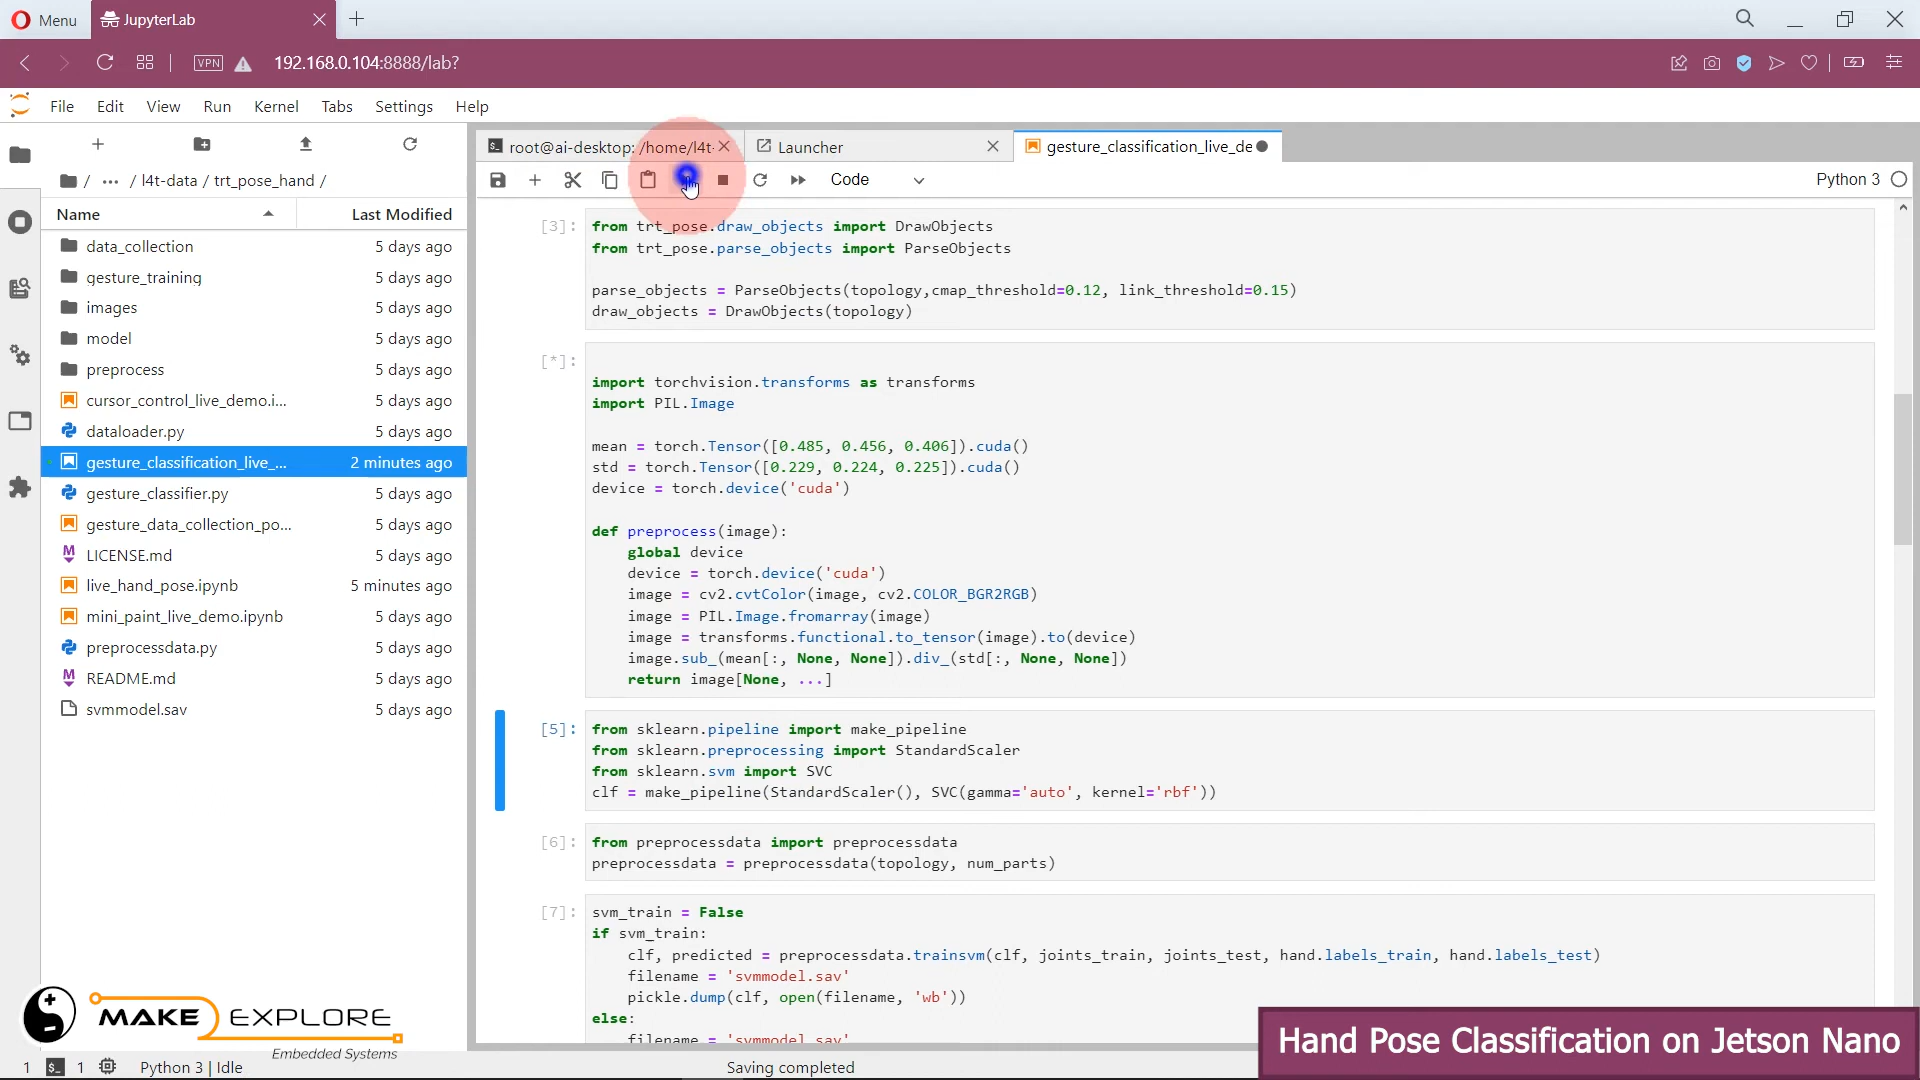 Menu
JupyterLab
VPN
192.168.0.104:8888/lab?
File Edit View Run Kernel Tabs Settings Help
root@ai-desktop: /home/l4t-
Launcher
gesture_classification_live_de
/ ··· / l4t-data / trt_pose_hand /
Code
Python 3
Name Last Modified
data_collection 5 days ago
gesture_training 5 days ago
images 5 days ago
model 5 days ago
preprocess 5 days ago
cursor_control_live_demo.i... 5 days ago
dataloader.py 5 days ago
gesture_classification_live_... 2 minutes ago
gesture_classifier.py 5 days ago
gesture_data_collection_po... 5 days ago
LICENSE.md 5 days ago
live_hand_pose.ipynb 5 minutes ago
mini_paint_live_demo.ipynb 5 days ago
preprocessdata.py 5 days ago
README.md 5 days ago
svmmodel.sav 5 days ago
[3]: from trt_pose.draw_objects import DrawObjects
from trt_pose.parse_objects import ParseObjects
parse_objects = ParseObjects(topology,cmap_threshold=0.12, link_threshold=0.15)
draw_objects = DrawObjects(topology)
[*]:
import torchvision.transforms as transforms
import PIL.Image
mean = torch.Tensor([0.485, 0.456, 0.406]).cuda()
std = torch.Tensor([0.229, 0.224, 0.225]).cuda()
device = torch.device('cuda')
def preprocess(image):
    global device
    device = torch.device('cuda')
    image = cv2.cvtColor(image, cv2.COLOR_BGR2RGB)
    image = PIL.Image.fromarray(image)
    image = transforms.functional.to_tensor(image).to(device)
    image.sub_(mean[:, None, None]).div_(std[:, None, None])
    return image[None, ...]
[5]: from sklearn.pipeline import make_pipeline
from sklearn.preprocessing import StandardScaler
from sklearn.svm import SVC
clf = make_pipeline(StandardScaler(), SVC(gamma='auto', kernel='rbf'))
[6]: from preprocessdata import preprocessdata
preprocessdata = preprocessdata(topology, num_parts)
[7]: svm_train = False
if svm_train:
    clf, predicted = preprocessdata.trainsvm(clf, joints_train, joints_test, hand.labels_train, hand.labels_test)
    filename = 'svmmodel.sav'
    pickle.dump(clf, open(filename, 'wb'))
else:
    filename = 'svmmodel.sav'
MAKE EXPLORE
Embedded Systems
Hand Pose Classification on Jetson Nano
1 1 Python 3 | Idle
Saving completed